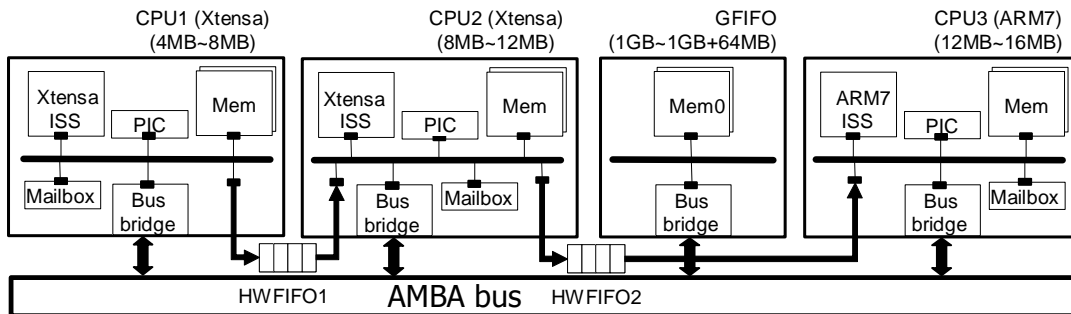 CPU1 (Xtensa)
(4MB~8MB)
CPU2 (Xtensa)
(8MB~12MB)
GFIFO
(1GB~1GB+64MB)
CPU3 (ARM7)
(12MB~16MB)
Xtensa
ISS
PIC
Mem
Mailbox
Bus
bridge
Xtensa
ISS
PIC
Mem
Bus
bridge
Mailbox
Mem0
Bus
bridge
ARM7
ISS
PIC
Mem
Bus
bridge
Mailbox
HWFIFO1
AMBA bus
HWFIFO2